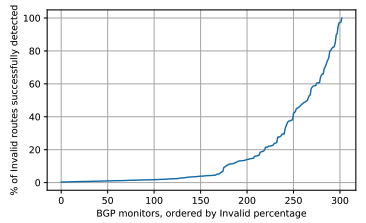 % of Invalid routes successfully detected
100
80
60
40
20
0
0 50 100 150 200 250 300
BGP monitors, ordered by Invalid percentage